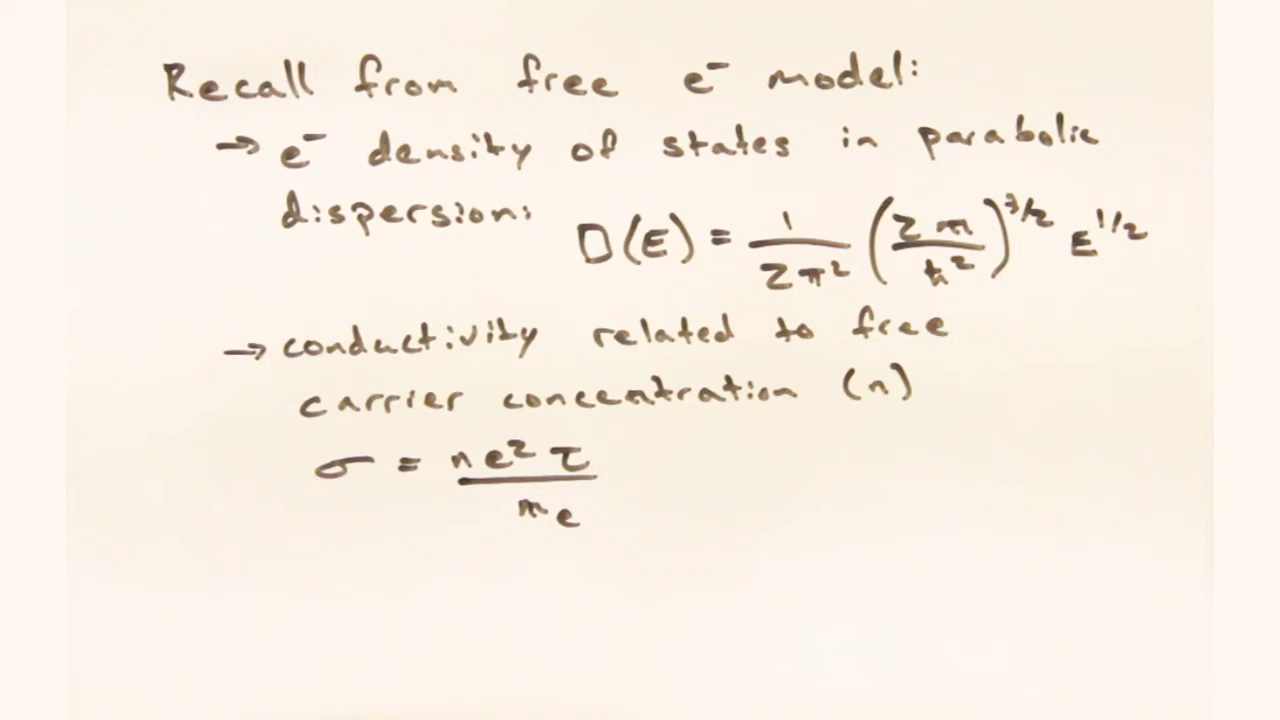 Recall from free e⁻ model:
→ e⁻ density of states in parabolic
dispersion: D(E) = 1/(2π²) (2m/ħ²)^3/2 E^1/2
→ conductivity related to free
carrier concentration (n)
σ = ne²τ/mₑ